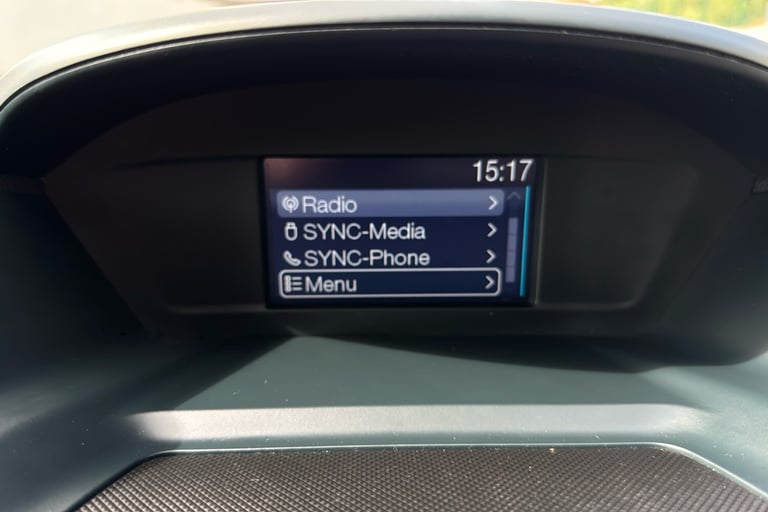 15:17
Radio
SYNC-Media
SYNC-Phone
Menu